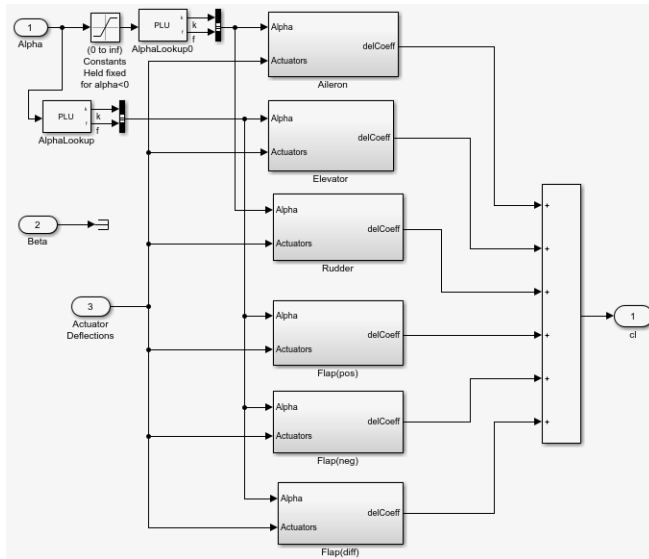 1
Alpha
(0 to inf)
Constants
Held fixed
for alpha<0
PLU
k
f
AlphaLookup0
k
f
PLU
k
f
AlphaLookup
k
f
2
Beta
3
Actuator
Deflections
Alpha
Actuators
delCoeff
Aileron
Alpha
Actuators
delCoeff
Elevator
Alpha
Actuators
delCoeff
Rudder
Alpha
Actuators
delCoeff
Flap(pos)
Alpha
Actuators
delCoeff
Flap(neg)
Alpha
Actuators
delCoeff
Flap(diff)
+
+
+
+
+
+
1
cl